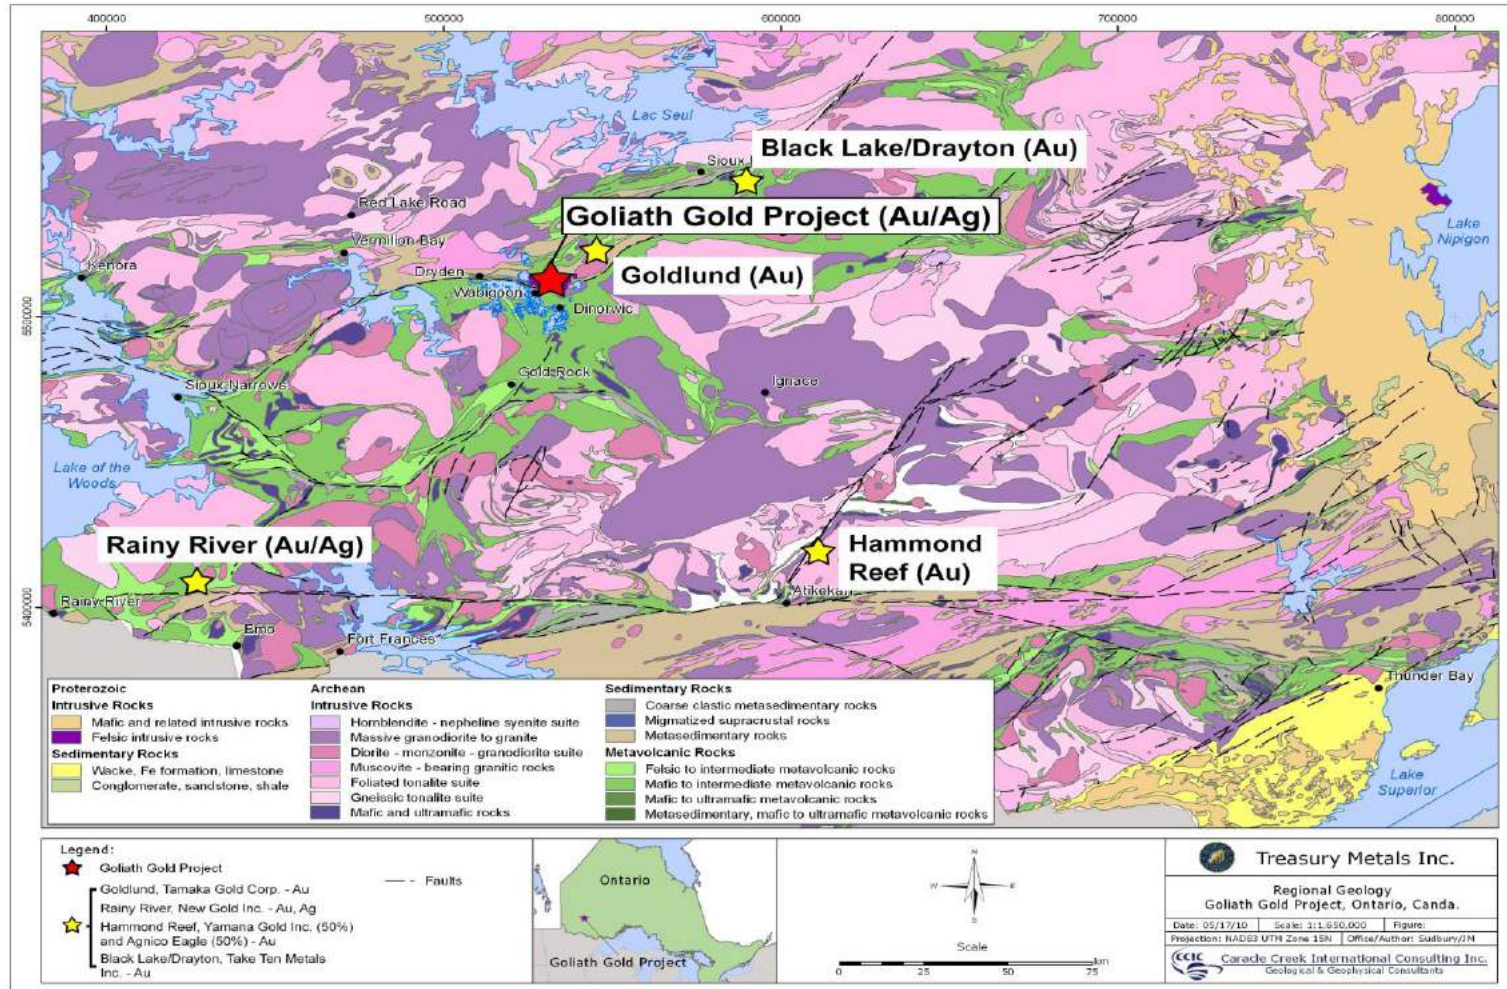 400000 500000 600000 700000 800000
Lac Seul
Black Lake/Drayton (Au)
Sioux
Goliath Gold Project (Au/Ag)
Red Lake Road
Lake
Nipigon
Vermilion Bay
Kenora
Dryden
Goldlund (Au)
Wabigoon
Dinorwic
5500000
Gold Rock
Ignace
Sioux Narrows
Lake of the
Woods
Rainy River (Au/Ag)
Hammond
Reef (Au)
5400000
Rainy River
Atikokan
Emo
Fort Frances
Thunder Bay
Lake
Superior
Proterozoic
Intrusive Rocks
Mafic and related intrusive rocks
Felsic intrusive rocks
Sedimentary Rocks
Wacke, Fe formation, limestone
Conglomerate, sandstone, shale
Archean
Intrusive Rocks
Hornblendite - nepheline syenite suite
Massive granodiorite to granite
Diorite - monzonite - granodiorite suite
Muscovite - bearing granitic rocks
Foliated tonalite suite
Gneissic tonalite suite
Mafic and ultramafic rocks
Sedimentary Rocks
Coarse clastic metasedimentary rocks
Migmatized supracrustal rocks
Metasedimentary rocks
Metavolcanic Rocks
Felsic to intermediate metavolcanic rocks
Mafic to intermediate metavolcanic rocks
Mafic to ultramafic metavolcanic rocks
Metasedimentary, mafic to ultramafic metavolcanic rocks
Legend:
Goliath Gold Project
Goldlund, Tamaka Gold Corp. - Au
Rainy River, New Gold Inc. - Au, Ag
Hammond Reef, Yamana Gold Inc. (50%)
and Agnico Eagle (50%) - Au
Black Lake/Drayton, Take Ten Metals
Inc. - Au
Faults
Ontario
Goliath Gold Project
N
W E
S
Scale
0 25 50 75 km
Treasury Metals Inc.
Regional Geology
Goliath Gold Project, Ontario, Canda.
Date: 05/17/10 Scale: 1:1,650,000 Figure:
Projection: NAD83 UTM Zone 15N Office/Author: Sudbury/JM
CCIC Caracle Creek International Consulting Inc.
Geological & Geophysical Consultants